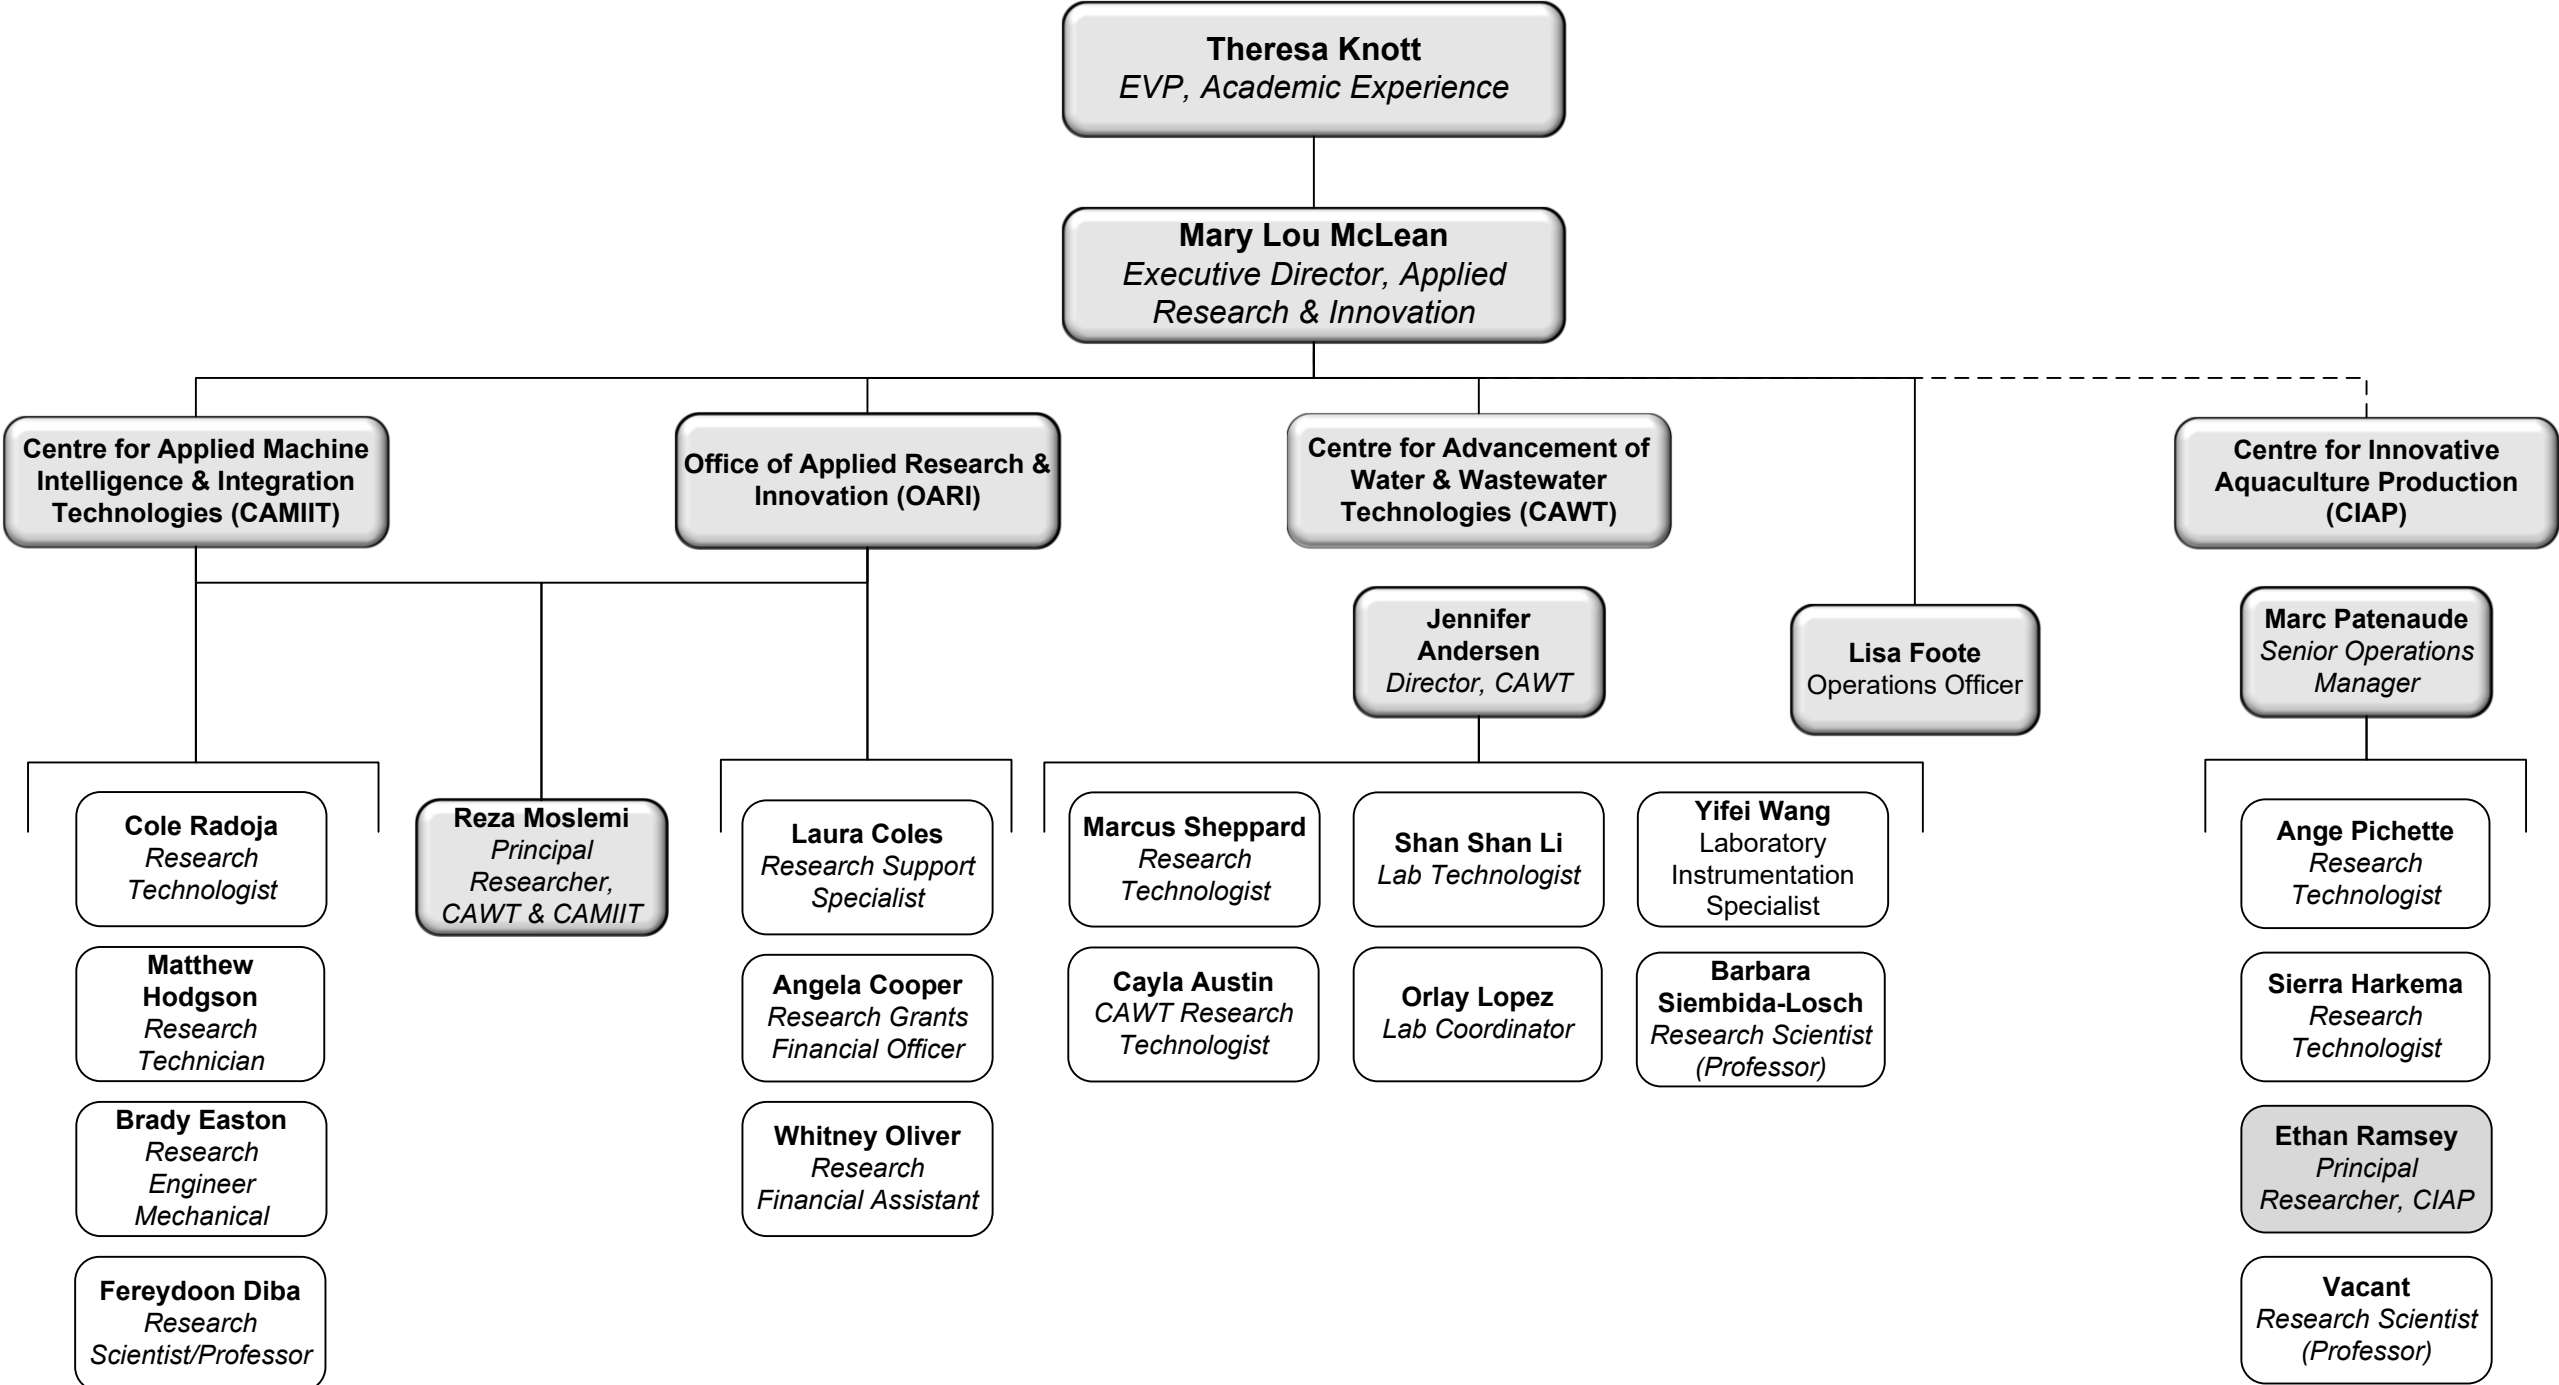 Theresa Knott
EVP, Academic Experience
Mary Lou McLean
Executive Director, Applied
Research & Innovation
Centre for Applied Machine
Intelligence & Integration
Technologies (CAMIIT)
Office of Applied Research &
Innovation (OARI)
Centre for Advancement of
Water & Wastewater
Technologies (CAWT)
Centre for Innovative
Aquaculture Production
(CIAP)
Jennifer
Andersen
Director, CAWT
Lisa Foote
Operations Officer
Marc Patenaude
Senior Operations
Manager
Cole Radoja
Research
Technologist
Matthew
Hodgson
Research
Technician
Brady Easton
Research
Engineer
Mechanical
Fereydoon Diba
Research
Scientist/Professor
Reza Moslemi
Principal
Researcher,
CAWT & CAMIIT
Laura Coles
Research Support
Specialist
Angela Cooper
Research Grants
Financial Officer
Whitney Oliver
Research
Financial Assistant
Marcus Sheppard
Research
Technologist
Cayla Austin
CAWT Research
Technologist
Shan Shan Li
Lab Technologist
Orlay Lopez
Lab Coordinator
Yifei Wang
Laboratory
Instrumentation
Specialist
Barbara
Siembida-Losch
Research Scientist
(Professor)
Ange Pichette
Research
Technologist
Sierra Harkema
Research
Technologist
Ethan Ramsey
Principal
Researcher, CIAP
Vacant
Research Scientist
(Professor)